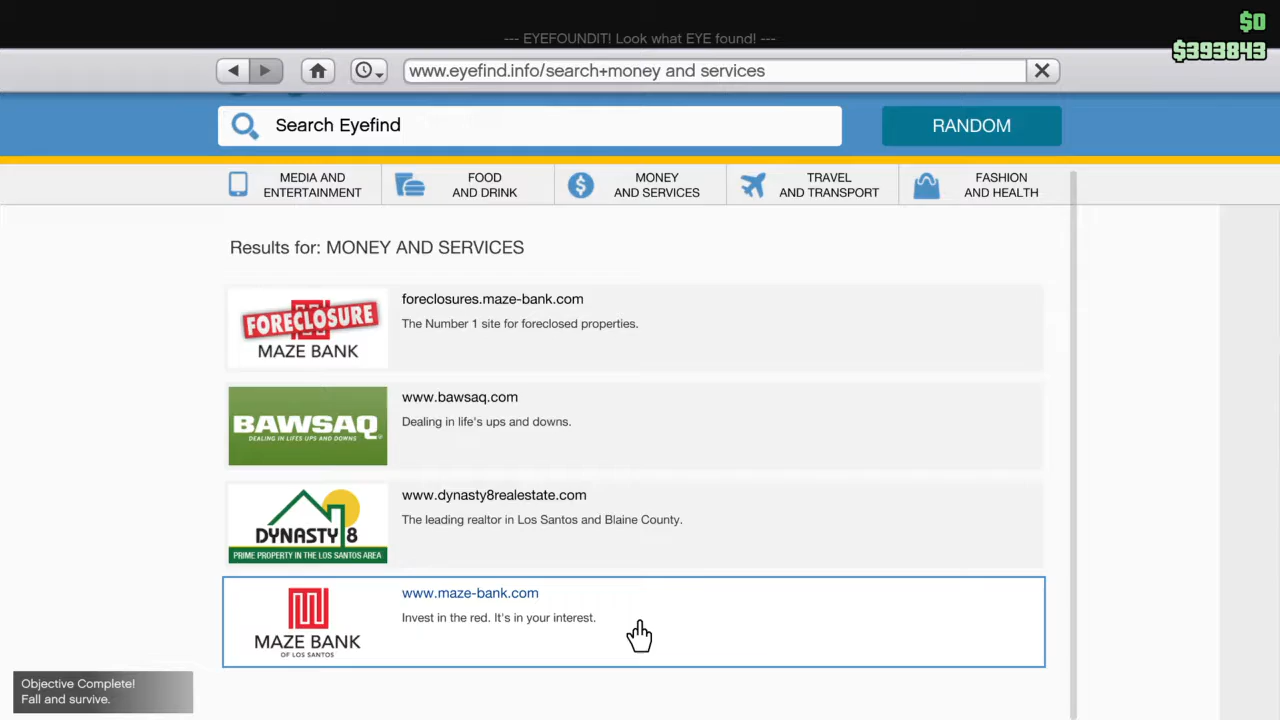 $0
--- EYEFOUNDIT! Look what EYE found! ---
$393843
www.eyefind.info/search+money and services
Search Eyefind
RANDOM
MEDIA AND
ENTERTAINMENT
FOOD
AND DRINK
MONEY
AND SERVICES
TRAVEL
AND TRANSPORT
FASHION
AND HEALTH
Results for: MONEY AND SERVICES
FORECLOSURE
MAZE BANK
foreclosures.maze-bank.com
The Number 1 site for foreclosed properties.
BAWSAQ
DEALING IN LIFES UPS AND DOWNS
www.bawsaq.com
Dealing in life's ups and downs.
DYNASTY 8
PRIME PROPERTY IN THE LOS SANTOS AREA
www.dynasty8realestate.com
The leading realtor in Los Santos and Blaine County.
MAZE BANK
OF LOS SANTOS
www.maze-bank.com
Invest in the red. It's in your interest.
Objective Complete!
Fall and survive.